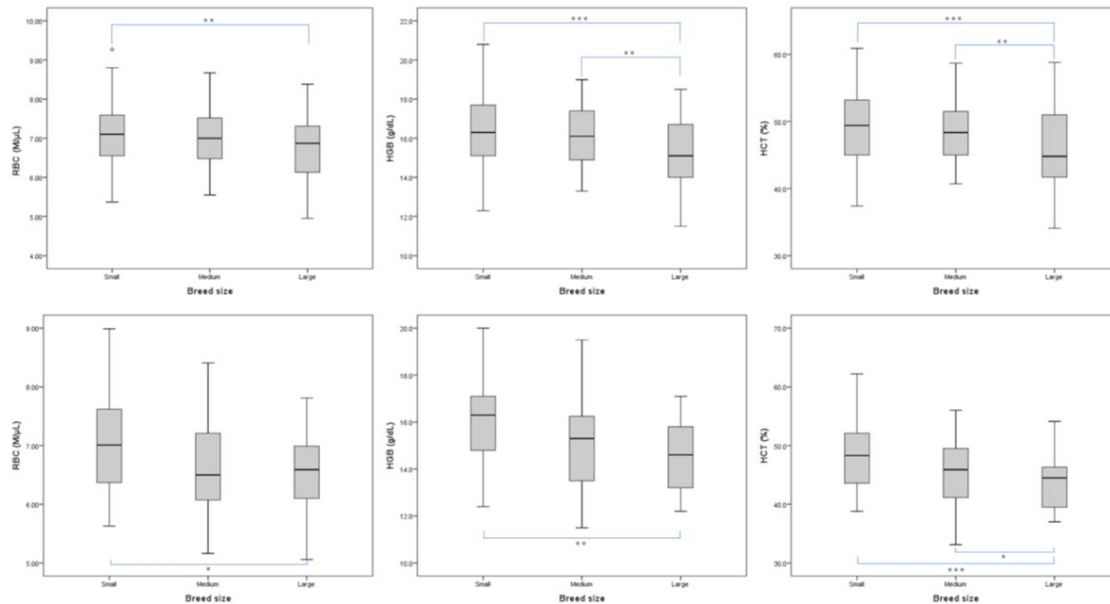 **
10.00
9.00
8.00
7.00
6.00
5.00
4.00
RBC (M/μL)
Small
Medium
Large
Breed size
***
**
22.0
20.0
18.0
16.0
14.0
12.0
10.0
HGB (g/dL)
Small
Medium
Large
Breed size
***
**
60.0
50.0
40.0
30.0
HCT (%)
Small
Medium
Large
Breed size
9.00
8.00
7.00
6.00
5.00
RBC (M/μL)
*
Small
Medium
Large
Breed size
20.0
18.0
16.0
14.0
12.0
10.0
HGB (g/dL)
**
Small
Medium
Large
Breed size
70.0
60.0
50.0
40.0
30.0
HCT (%)
*
***
Small
Medium
Large
Breed size